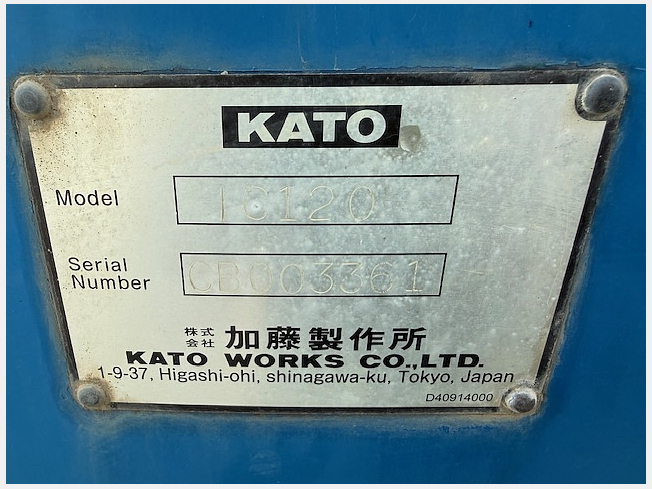 KATO
Model IC120
Serial
Number CB003361
株式
会社 加藤製作所
KATO WORKS CO.,LTD.
1-9-37, Higashi-ohi, shinagawa-ku, Tokyo, Japan
D40914000